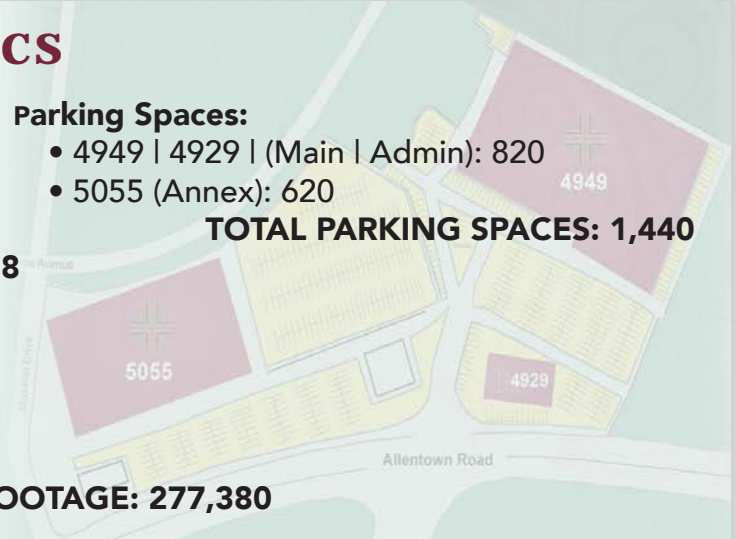 cs
Parking Spaces:
• 4949 | 4929 | (Main | Admin): 820
• 5055 (Annex): 620
TOTAL PARKING SPACES: 1,440
8
Avenue
4949
5055
4929
Allentown Road
OOTAGE: 277,380